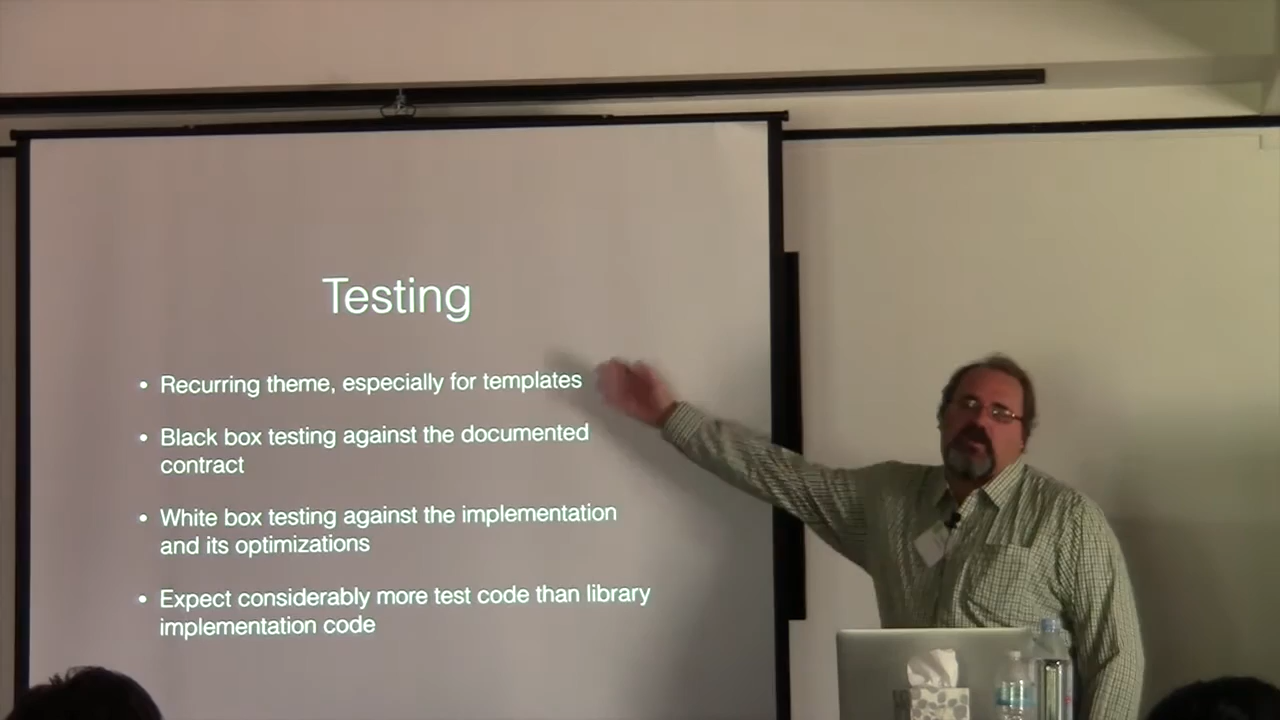 Testing
• Recurring theme, especially for templates
• Black box testing against the documented
contract
• White box testing against the implementation
and its optimizations
• Expect considerably more test code than library
implementation code